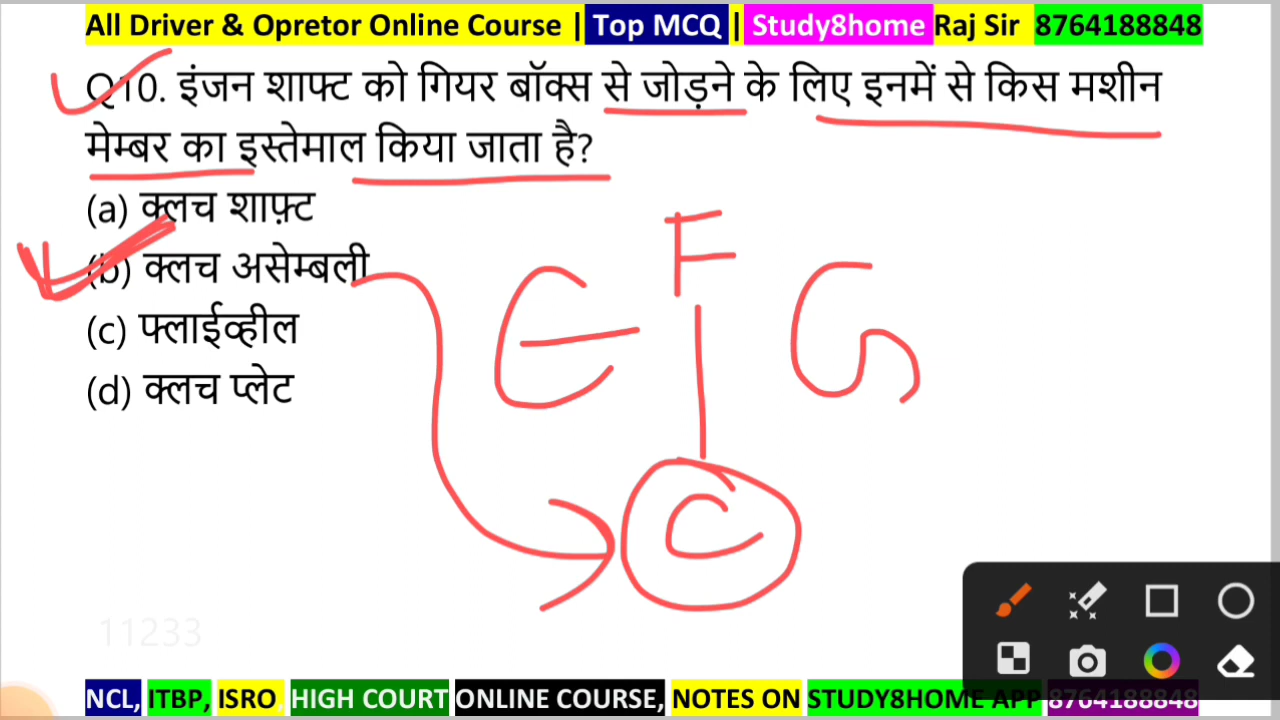 All Driver & Opretor Online Course | Top MCQ | Study8home Raj Sir 8764188848
Q10. इंजन शाफ्ट को गियर बॉक्स से जोड़ने के लिए इनमें से किस मशीन
मेम्बर का इस्तेमाल किया जाता है?
(a) क्लच शाफ़्ट
(b) क्लच असेम्बली
(c) फ्लाईव्हील
(d) क्लच प्लेट
F
E G
C
11233
NCL, ITBP, ISRO, HIGH COURT ONLINE COURSE, NOTES ON STUDY8HOME APP 8764188848